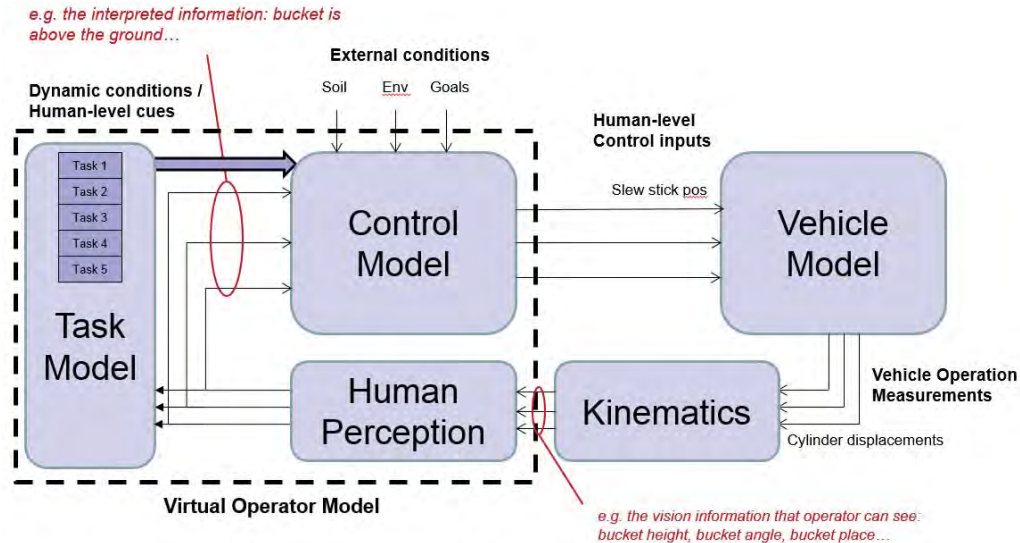 e.g. the interpreted information: bucket is
above the ground…
External conditions
Soil Env Goals
Dynamic conditions /
Human-level cues
Human-level
Control inputs
Task 1
Task 2
Task 3
Task 4
Task 5
Task
Model
Control
Model
Slew stick pos
Vehicle
Model
Human
Perception
Kinematics
Vehicle Operation
Measurements
Cylinder displacements
Virtual Operator Model
e.g. the vision information that operator can see:
bucket height, bucket angle, bucket place…